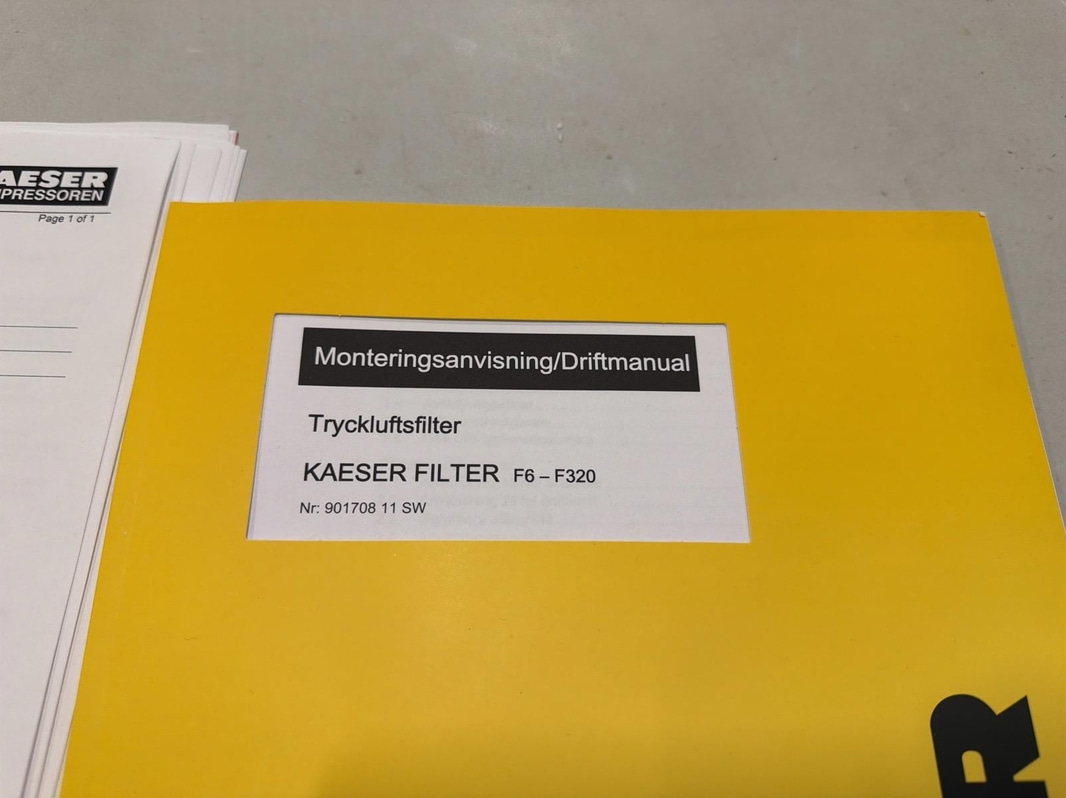 AESER
PRESSOREN
Page 1 of 1
Monteringsanvisning/Driftmanual
Tryckluftsfilter
KAESER FILTER F6 – F320
Nr: 901708 11 SW
R